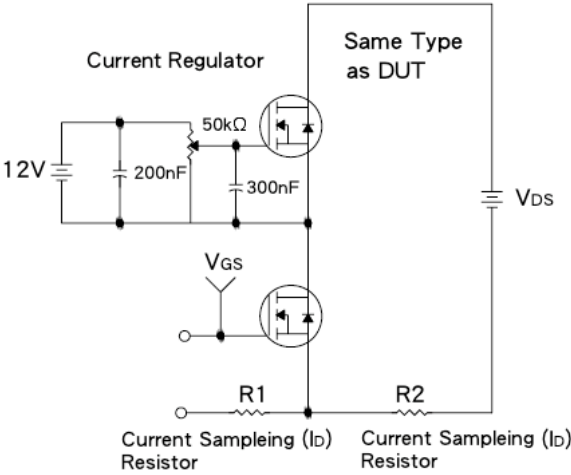 Same Type
as DUT
Current Regulator
50kΩ
12V
200nF
300nF
VDS
VGS
R1
R2
Current Sampleing (ID)
Resistor
Current Sampleing (ID)
Resistor